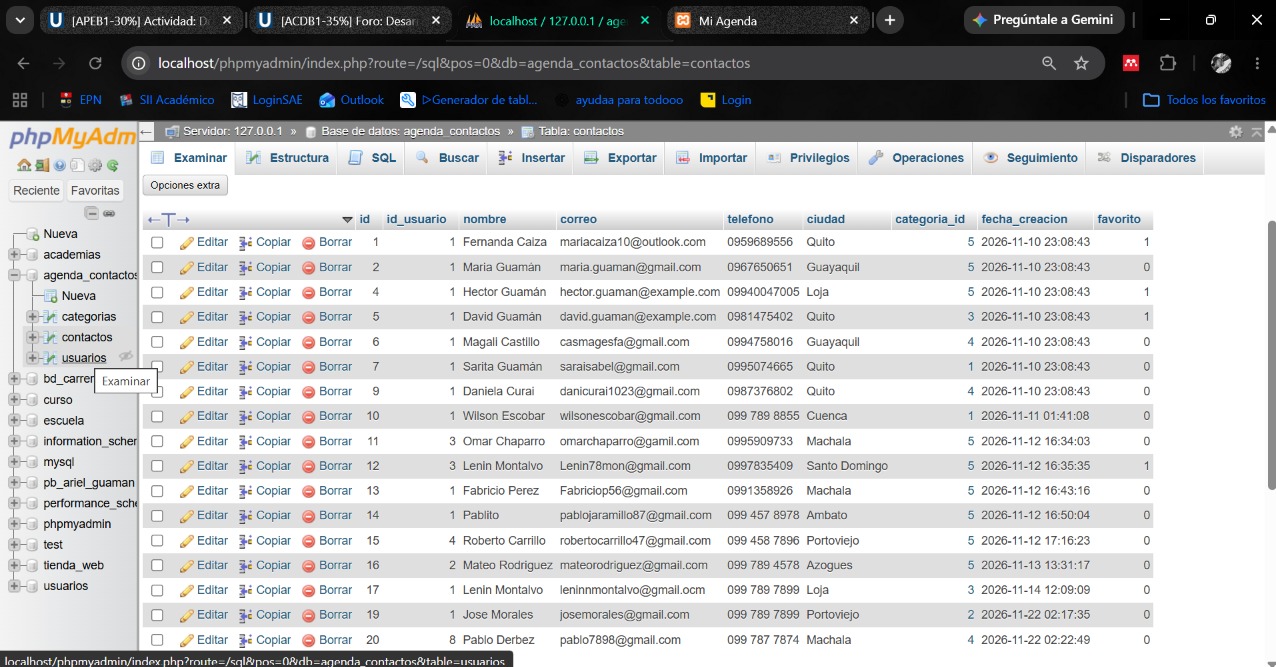 [APEB1-30%] Actividad: D
[ACDB1-35%] Foro: Desar
localhost / 127.0.0.1 / age
Mi Agenda
Pregúntale a Gemini
localhost/phpmyadmin/index.php?route=/sql&pos=0&db=agenda_contactos&table=contactos
EPN
SII Académico
LoginSAE
Outlook
Generador de tabl...
ayudaa para todooo
Login
Todos los favoritos
phpMyAdm
Reciente
Favoritas
Nueva
academias
agenda_contactos
Nueva
categorias
contactos
usuarios
Examinar
bd_carrer
curso
escuela
information_schem
mysql
pb_ariel_guaman
performance_sche
phpmyadmin
test
tienda_web
usuarios
Servidor: 127.0.0.1 » Base de datos: agenda_contactos » Tabla: contactos
Examinar Estructura SQL Buscar Insertar Exportar Importar Privilegios Operaciones Seguimiento Disparadores
Opciones extra
id id_usuario nombre correo telefono ciudad categoria_id fecha_creacion favorito
Editar Copiar Borrar 1 1 Fernanda Caiza mariacaiza10@outlook.com 0959689556 Quito 5 2026-11-10 23:08:43 1
Editar Copiar Borrar 2 1 Maria Guamán maria.guaman@gmail.com 0967650651 Guayaquil 5 2026-11-10 23:08:43 0
Editar Copiar Borrar 4 1 Hector Guamán hector.guaman@example.com 09940047005 Loja 5 2026-11-10 23:08:43 1
Editar Copiar Borrar 5 1 David Guamán david.guaman@example.com 0981475402 Quito 3 2026-11-10 23:08:43 1
Editar Copiar Borrar 6 1 Magali Castillo casmagesfa@gmail.com 0994758016 Guayaquil 4 2026-11-10 23:08:43 0
Editar Copiar Borrar 7 1 Sarita Guamán saraisabel@gmail.com 0995074665 Quito 1 2026-11-10 23:08:43 0
Editar Copiar Borrar 9 1 Daniela Curai danicurai1023@gmail.com 0987376802 Quito 4 2026-11-10 23:08:43 0
Editar Copiar Borrar 10 1 Wilson Escobar wilsonescobar@gmail.com 099 789 8855 Cuenca 1 2026-11-11 01:41:08 0
Editar Copiar Borrar 11 3 Omar Chaparro omarchaparro@gamil.com 0995909733 Machala 5 2026-11-12 16:34:03 0
Editar Copiar Borrar 12 3 Lenin Montalvo Lenin78mon@gmail.com 0997835409 Santo Domingo 5 2026-11-12 16:35:35 1
Editar Copiar Borrar 13 1 Fabricio Perez Fabriciop56@gmail.com 0991358926 Machala 5 2026-11-12 16:43:16 0
Editar Copiar Borrar 14 1 Pablito pablojaramillo87@gmail.com 099 457 8978 Ambato 5 2026-11-12 16:50:04 0
Editar Copiar Borrar 15 4 Roberto Carrillo robertocarrillo47@gmail.com 099 458 7896 Portoviejo 5 2026-11-12 17:16:23 0
Editar Copiar Borrar 16 2 Mateo Rodriguez mateorodriguez@gmail.com 099 789 4578 Azogues 5 2026-11-13 13:31:17 0
Editar Copiar Borrar 17 1 Lenin Montalvo leninnmontalvo@gmail.ocm 099 789 7899 Loja 3 2026-11-14 12:09:09 0
Editar Copiar Borrar 19 1 Jose Morales josemorales@gmail.com 099 789 7899 Portoviejo 2 2026-11-22 02:17:35 0
Editar Copiar Borrar 20 8 Pablo Derbez pablo7898@gmail.com 099 787 7874 Machala 4 2026-11-22 02:22:49 0
localhost/phpmyadmin/index.php?route=/sql&pos=0&db=agenda_contactos&table=usuarios